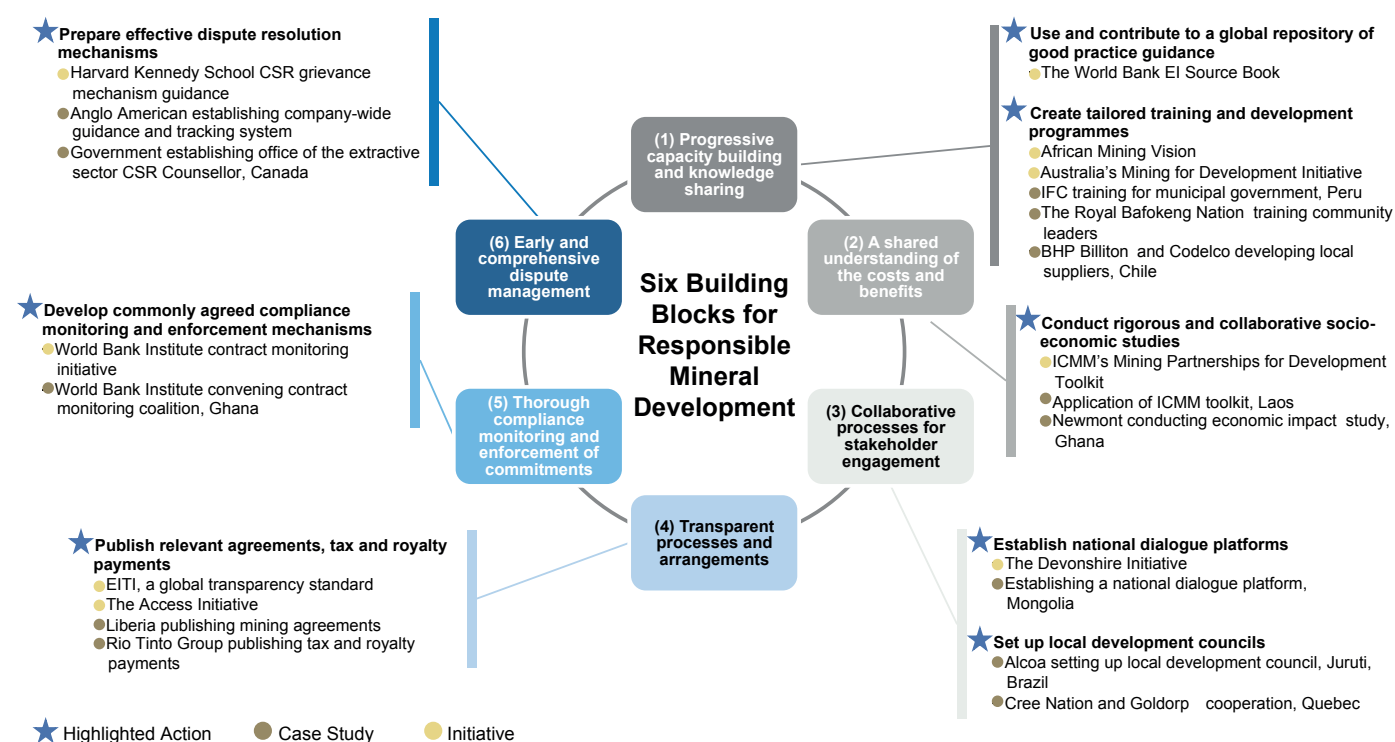 Prepare effective dispute resolution
mechanisms
Harvard Kennedy School CSR grievance
mechanism guidance
Anglo American establishing company-wide
guidance and tracking system
Government establishing office of the extractive
sector CSR Counsellor, Canada
Use and contribute to a global repository of
good practice guidance
The World Bank EI Source Book
Create tailored training and development
programmes
African Mining Vision
Australia's Mining for Development Initiative
IFC training for municipal government, Peru
The Royal Bafokeng Nation training community
leaders
BHP Billiton and Codelco developing local
suppliers, Chile
(1) Progressive
capacity building
and knowledge
sharing
(2) A shared
understanding of
the costs and
benefits
(6) Early and
comprehensive
dispute
management
Six Building
Blocks for
Responsible
Mineral
Development
Develop commonly agreed compliance
monitoring and enforcement mechanisms
World Bank Institute contract monitoring
initiative
World Bank Institute convening contract
monitoring coalition, Ghana
Conduct rigorous and collaborative socio-
economic studies
ICMM's Mining Partnerships for Development
Toolkit
Application of ICMM toolkit, Laos
Newmont conducting economic impact study,
Ghana
(5) Thorough
compliance
monitoring and
enforcement of
commitments
(3) Collaborative
processes for
stakeholder
engagement
(4) Transparent
processes and
arrangements
Publish relevant agreements, tax and royalty
payments
EITI, a global transparency standard
The Access Initiative
Liberia publishing mining agreements
Rio Tinto Group publishing tax and royalty
payments
Establish national dialogue platforms
The Devonshire Initiative
Establishing a national dialogue platform,
Mongolia
Set up local development councils
Alcoa setting up local development council, Juruti,
Brazil
Cree Nation and Goldorp cooperation, Quebec
Highlighted Action
Case Study
Initiative